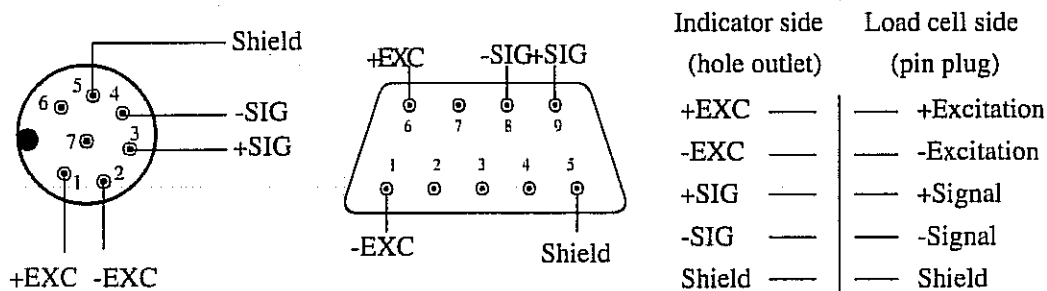 Shield
5
4
6
-SIG
7
3
+SIG
1
2
+EXC -EXC
+EXC -SIG+SIG
6 7 8 9
1 2 3 4 5
-EXC Shield
Indicator side Load cell side
(hole outlet) (pin plug)
+EXC +Excitation
-EXC -Excitation
+SIG +Signal
-SIG -Signal
Shield Shield